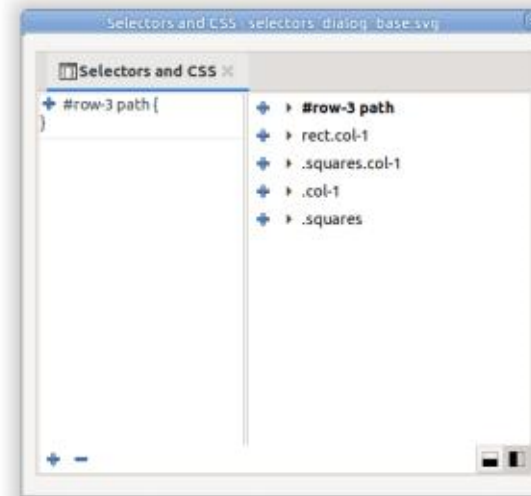 Selectors and CSS - selectors_dialog_base.svg
Selectors and CSS
#row-3 path {
}
#row-3 path
rect.col-1
.squares.col-1
.col-1
.squares